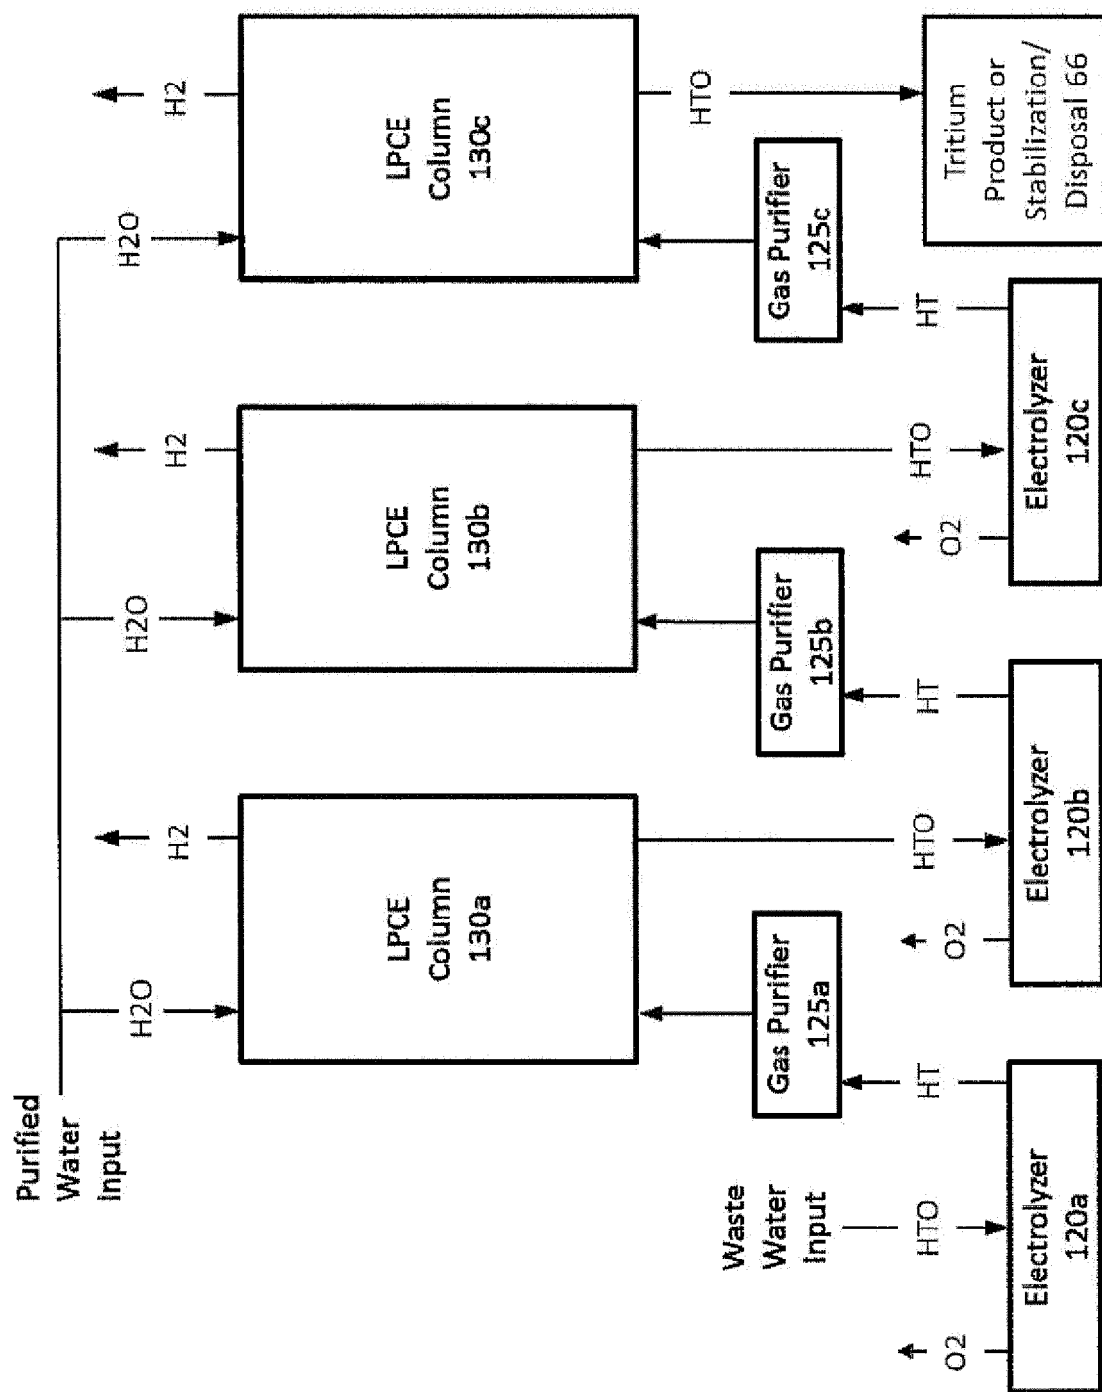 Purified
Water
Input
H2O
H2
H2O
H2
H2O
H2
LPCE
Column
130a
LPCE
Column
130b
LPCE
Column
130c
Waste
Water
Input
Gas Purifier
125a
Gas Purifier
125b
Gas Purifier
125c
HTO
O2
HTO
HT
O2
HTO
HT
O2
HTO
HT
Electrolyzer
120a
Electrolyzer
120b
Electrolyzer
120c
Tritium
Product or
Stabilization/
Disposal 66